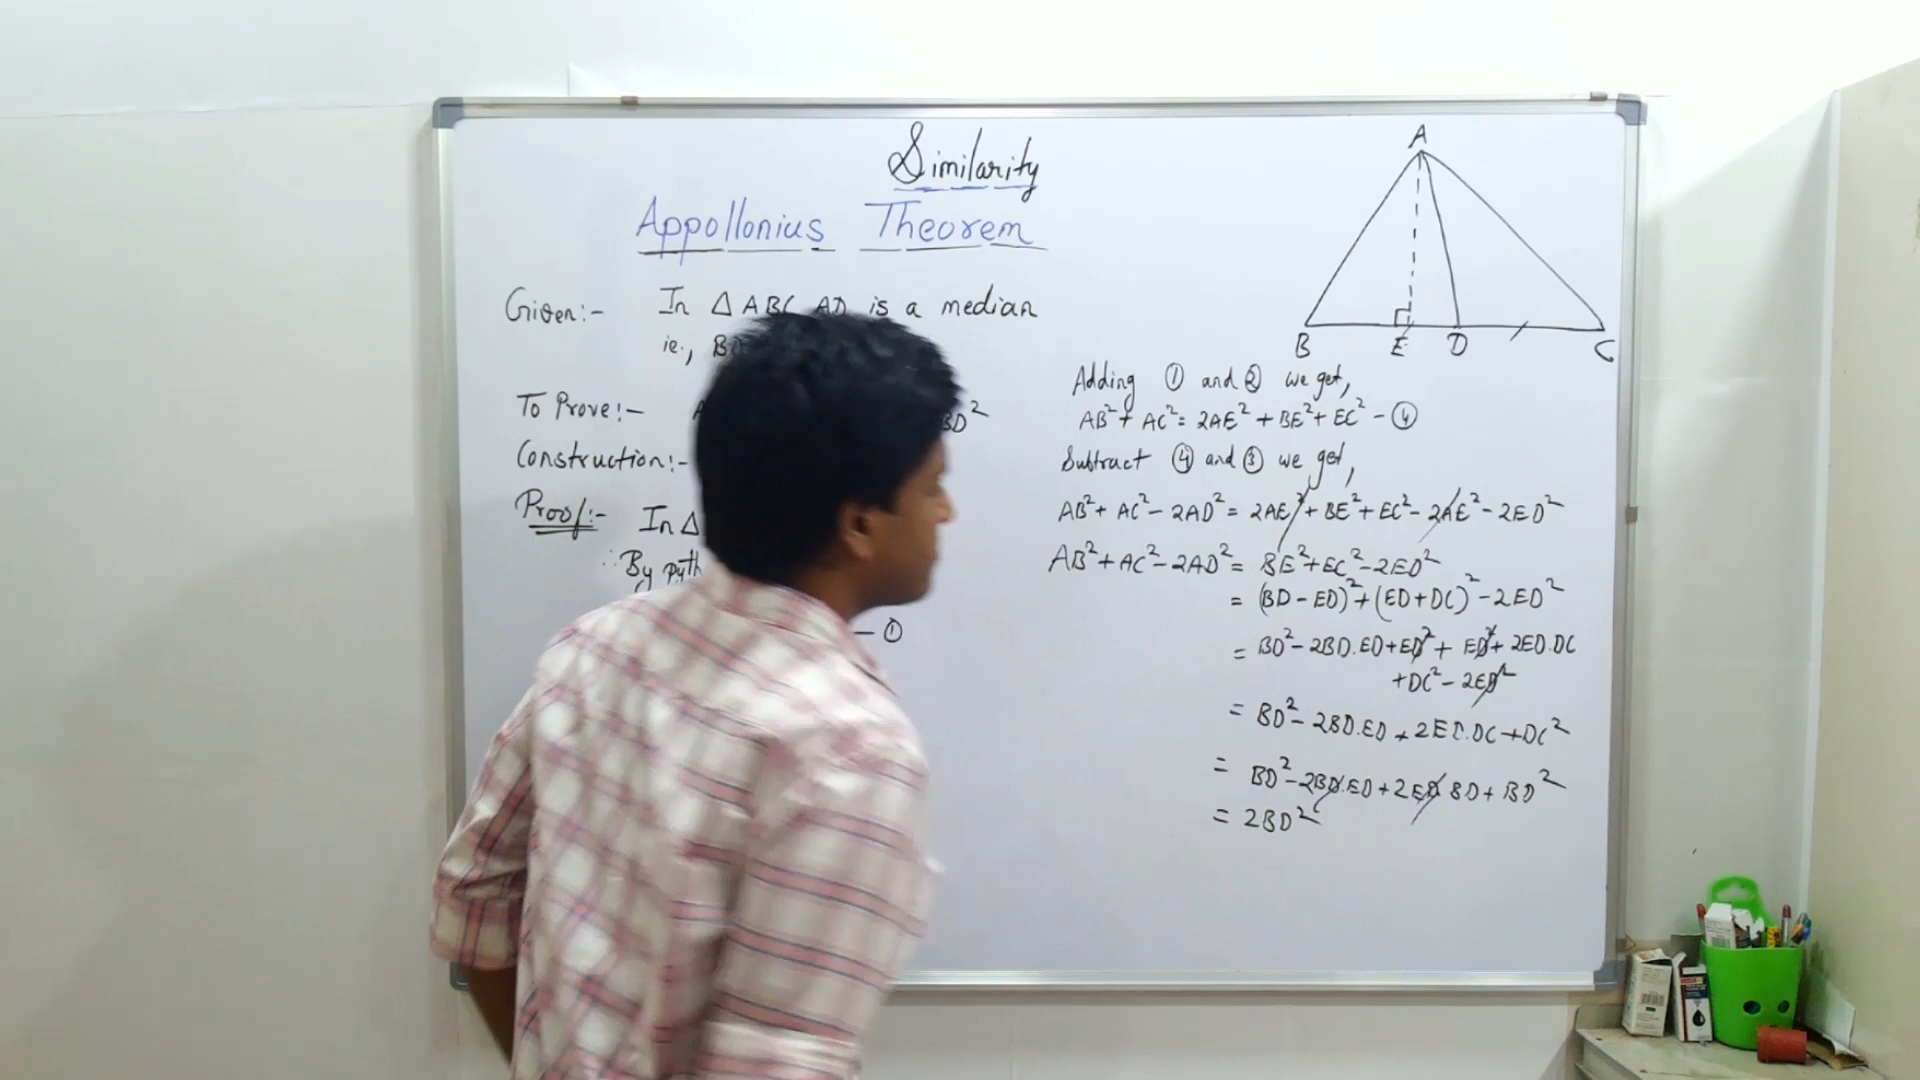 Similarity
Appollonius Theorem
Given:- In △ ABC, AD is a median
ie.,
To Prove:- BD²
Construction:-
Proof:- In △
∴ By pyth
— ①
A
B E D C
Adding ① and ② we get,
AB² + AC² = 2AE² + BE² + EC² - ④
Subtract ④ and ③ we get,
AB² + AC² - 2AD² = 2AE² + BE² + EC² - 2AE² - 2ED²
AB² + AC² - 2AD² = BE² + EC² - 2ED²
= (BD - ED)² + (ED + DC)² - 2ED²
= BD² - 2BD.ED + ED² + ED² + 2ED.DC
+ DC² - 2ED²
= BD² - 2BD.ED + 2ED.DC + DC²
= BD² - 2BD.ED + 2ED BD + BD²
= 2BD²